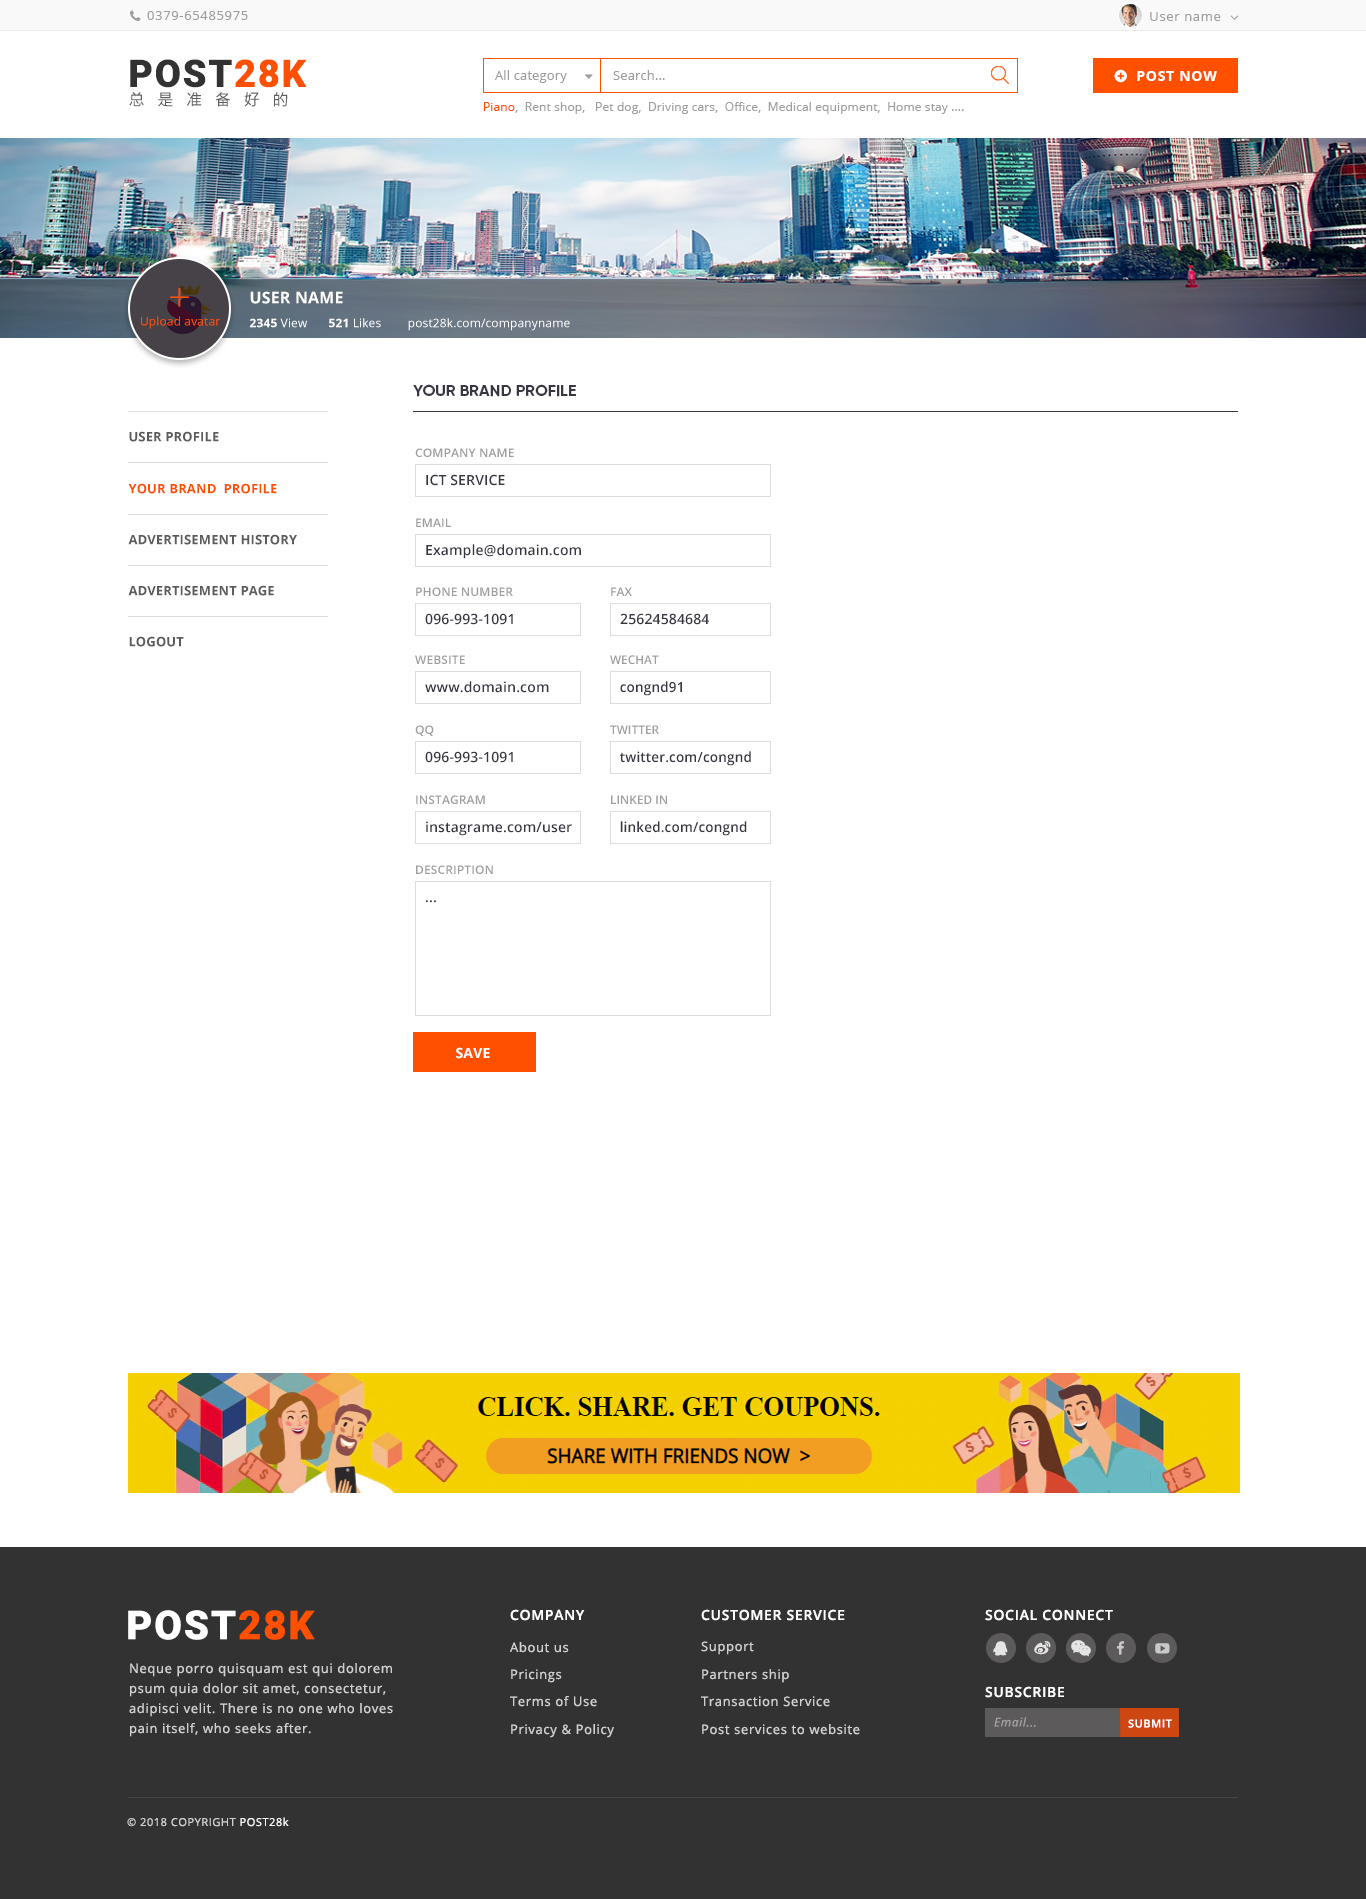 0379-65485975
User name
POST28K
总是准备好的
All category
Search...
POST NOW
Piano, Rent shop, Pet dog, Driving cars, Office, Medical equipment, Home stay ....
Upload avatar
USER NAME
2345 View 521 Likes post28k.com/companyname
YOUR BRAND PROFILE
USER PROFILE
YOUR BRAND PROFILE
ADVERTISEMENT HISTORY
ADVERTISEMENT PAGE
LOGOUT
COMPANY NAME
ICT SERVICE
EMAIL
Example@domain.com
PHONE NUMBER
096-993-1091
FAX
25624584684
WEBSITE
www.domain.com
WECHAT
congnd91
QQ
096-993-1091
TWITTER
twitter.com/congnd
INSTAGRAM
instagrame.com/user
LINKED IN
linked.com/congnd
DESCRIPTION
...
SAVE
CLICK. SHARE. GET COUPONS.
SHARE WITH FRIENDS NOW >
POST28K
Neque porro quisquam est qui dolorem
psum quia dolor sit amet, consectetur,
adipisci velit. There is no one who loves
pain itself, who seeks after.
COMPANY
About us
Pricings
Terms of Use
Privacy & Policy
CUSTOMER SERVICE
Support
Partners ship
Transaction Service
Post services to website
SOCIAL CONNECT
SUBSCRIBE
Email...
SUBMIT
© 2018 COPYRIGHT POST28k